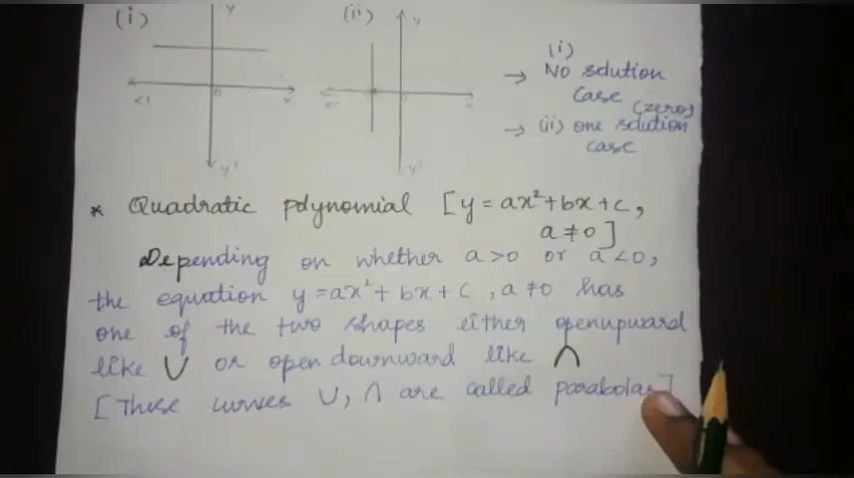 (i) y (ii) y
x' o x x' o x
y' y'
(i)
→ No solution
case (zero)
→ (ii) one solution
case
* Quadratic polynomial [y = ax² + bx + c,
a ≠ 0]
Depending on whether a > 0 or a < 0,
the equation y = ax² + bx + c, a ≠ 0 has
one of the two shapes either openupward
like ∪ or open downward like ∩
[These curves ∪, ∩ are called parabolas]